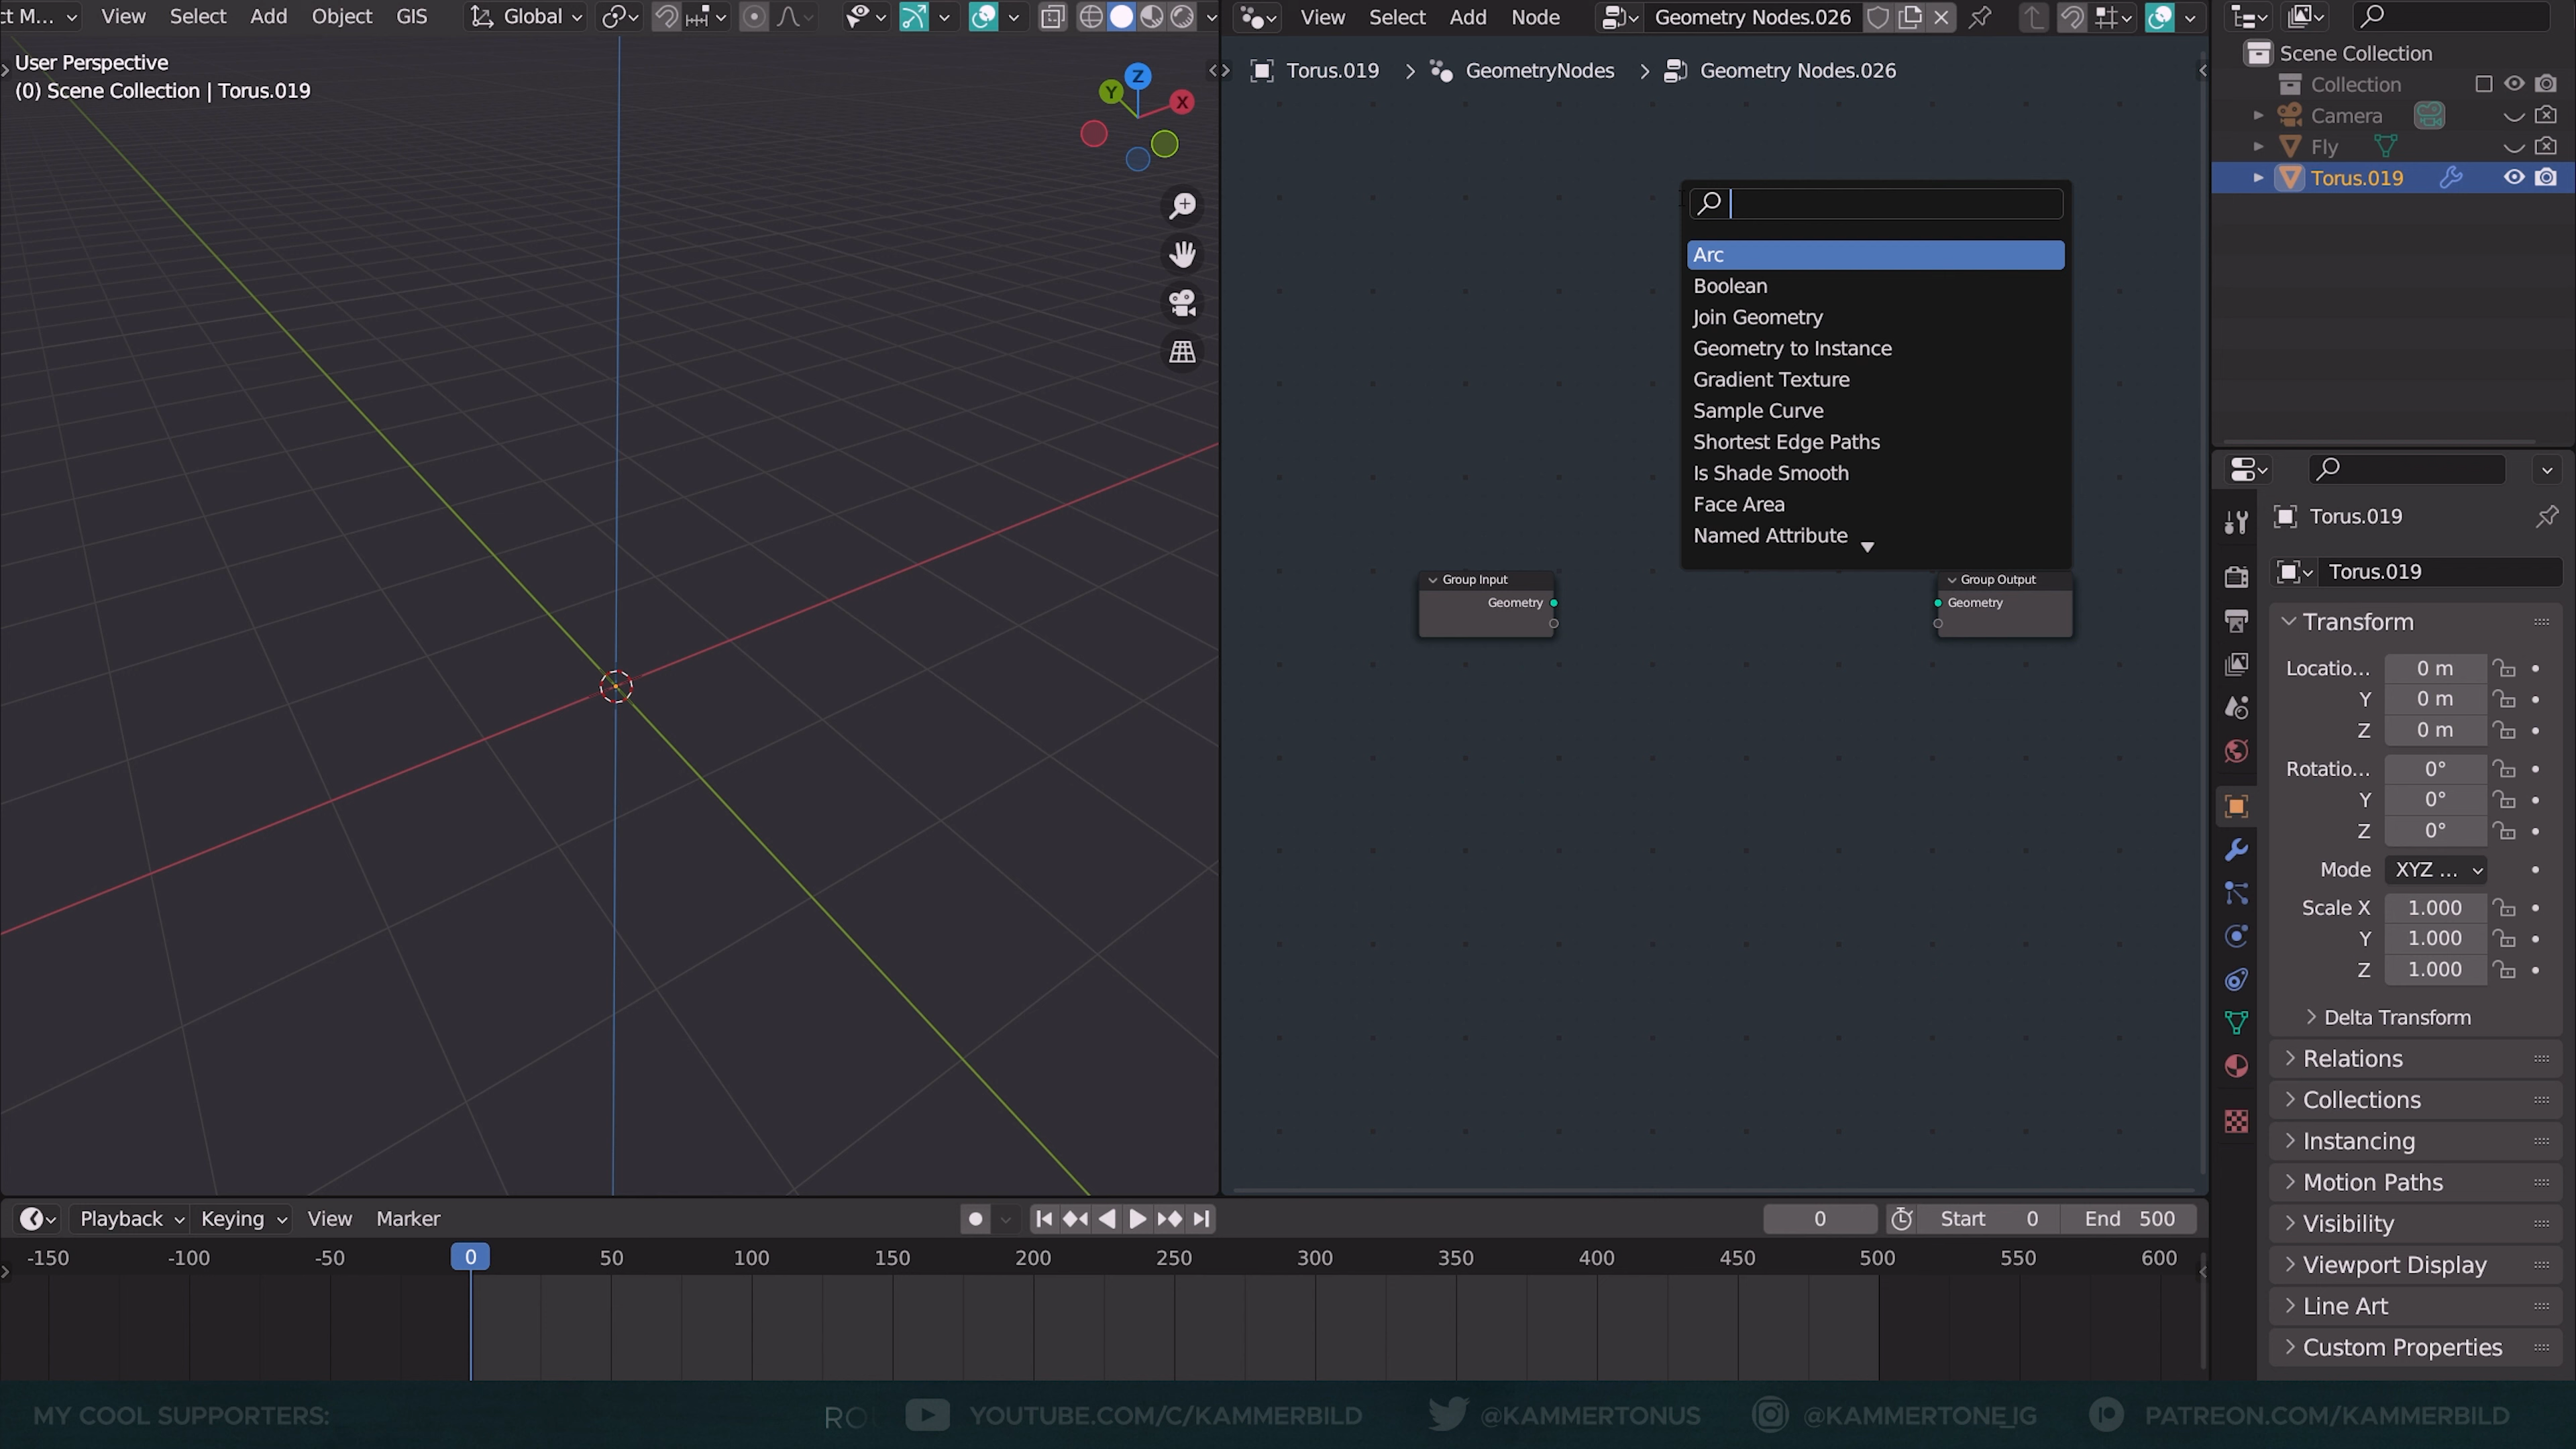 ct M... View Select Add Object GIS Global
View Select Add Node Geometry Nodes.026
User Perspective
(0) Scene Collection | Torus.019
Z
Y
X
Torus.019 > GeometryNodes > Geometry Nodes.026
Arc
Boolean
Join Geometry
Geometry to Instance
Gradient Texture
Sample Curve
Shortest Edge Paths
Is Shade Smooth
Face Area
Named Attribute
Group Input
Geometry
Group Output
Geometry
Scene Collection
Collection
Camera
Fly
Torus.019
Torus.019
Torus.019
Transform
Locatio... 0 m
Y 0 m
Z 0 m
Rotatio... 0°
Y 0°
Z 0°
Mode XYZ ...
Scale X 1.000
Y 1.000
Z 1.000
Delta Transform
Relations
Collections
Instancing
Motion Paths
Visibility
Viewport Display
Line Art
Custom Properties
Playback Keying View Marker 0 Start 0 End 500
-150 -100 -50 0 50 100 150 200 250 300 350 400 450 500 550 600
MY COOL SUPPORTERS: YOUTUBE.COM/C/KAMMERBILD @KAMMERTONUS @KAMMERTONE_IG PATREON.COM/KAMMERBILD